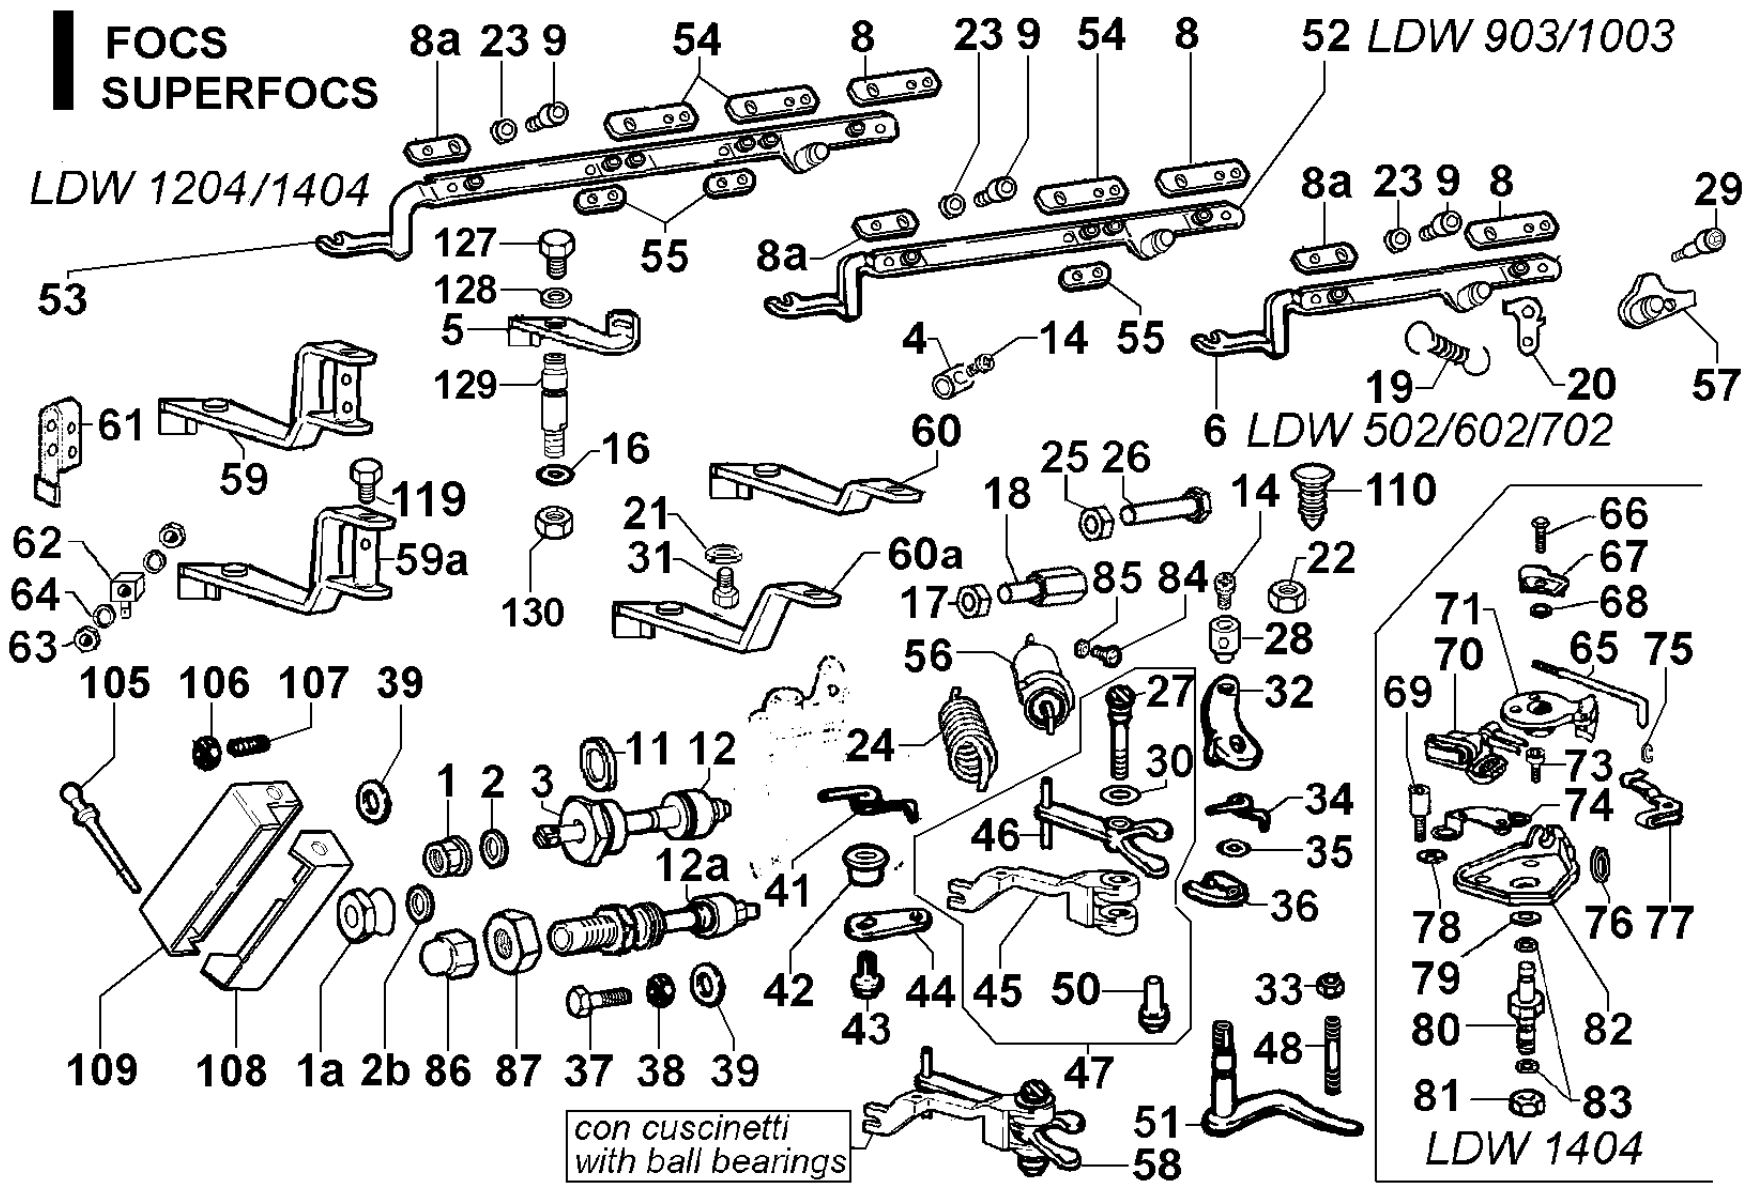 I FOCS
SUPERFOCS
8a 23 9 54 8 23 9 54 8 52 LDW 903/1003
LDW 1204/1404
8a 23 9 8 29
53 127 55 8a
128
5 4 14 55
129 19 20 57
61 6 LDW 502/602/702
59 16 60 25 26
119 21 18 14 110
62 59a 31 60a 22
66
67
64 130 17 85 84 68
63 56 28 71
70 65 75
105 106 107 39 27 32 69
11 12 24
1 2 3 30 73
34 74
46 35
12a 41 36
78 76 77
42 44 45 50 33 79
43 80 82
109 108 1a 2b 86 87 37 38 39 47 48
81 83
51
con cuscinetti
with ball bearings
58
LDW 1404